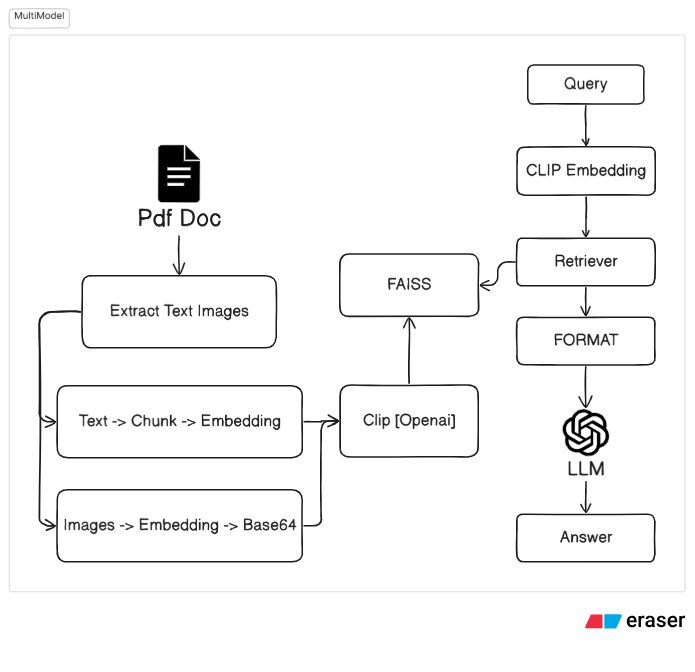 MultiModel
Query
CLIP Embedding
Pdf Doc
Retriever
FAISS
Extract Text Images
FORMAT
Text -> Chunk -> Embedding
Clip [Openai]
LLM
Images -> Embedding -> Base64
Answer
eraser